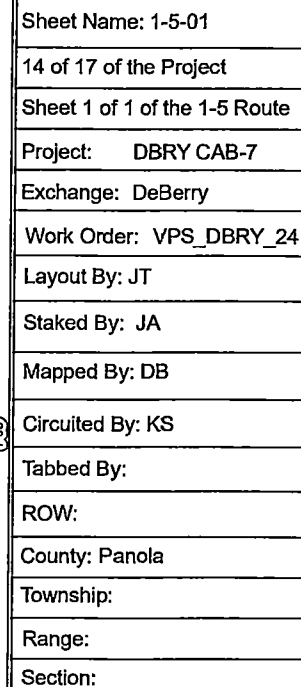 Sheet Name: 1-5-01
14 of 17 of the Project
Sheet 1 of 1 of the 1-5 Route
Project: DBRY CAB-7
Exchange: DeBerry
Work Order: VPS_DBRY_24
Layout By: JT
Staked By: JA
Mapped By: DB
Circuited By: KS
Tabbed By:
ROW:
County: Panola
Township:
Range:
Section: